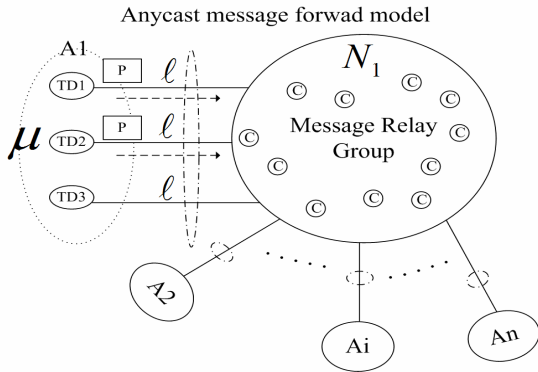 Anycast message forwad model
A1
P
ℓ
N₁
TD1
C
C
C
C
μ
P
ℓ
Message Relay
Group
TD2
C
C
C
C
ℓ
TD3
C
C
C
A2
Ai
An